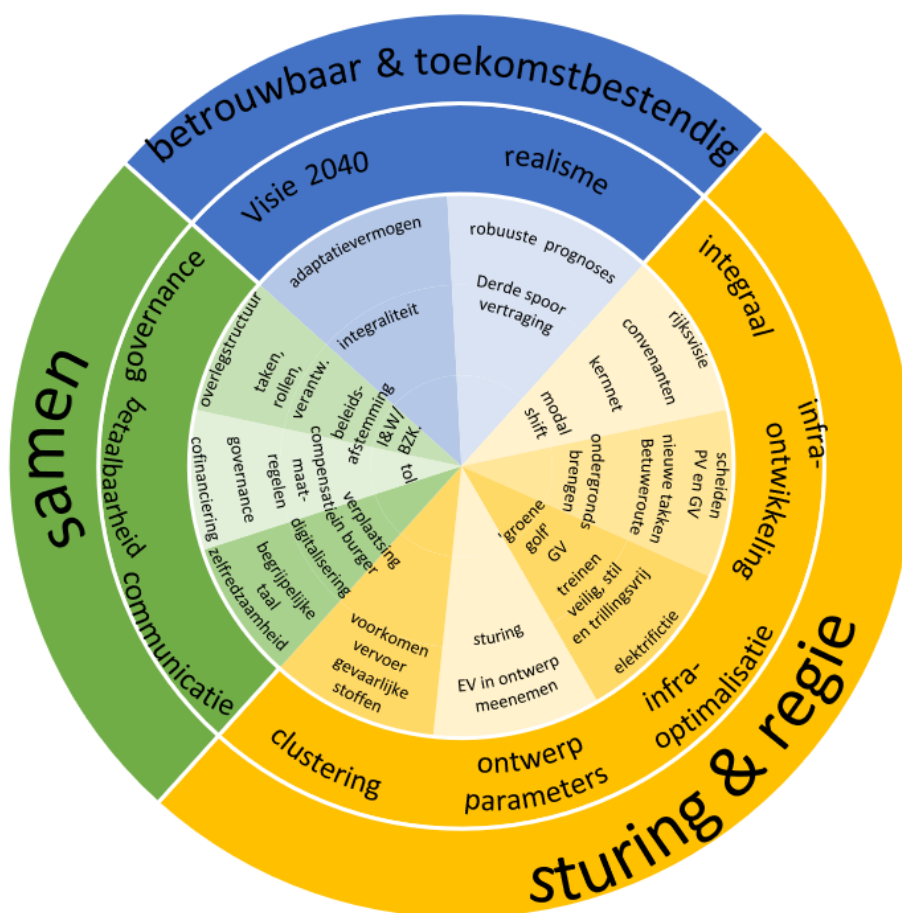 betrouwbaar & toekomstbestendig
Visie 2040
realisme
adaptatievermogen
integraliteit
robuuste prognoses
Derde spoor
vertraging
sturing & regie
integraal
rijksvisie
convenanten
kernnet
modal
shift
infra-
ontwikkeling
scheiden
PV en GV
nieuwe takken
Betuweroute
ondergronds
brengen
infra-
optimalisatie
elektrifictie
treinen
veilig, stil
en trillingsvrij
'groene
golf'
GV
ontwerp
parameters
sturing
EV in ontwerp
meenemen
clustering
voorkomen
vervoer
gevaarlijke
stoffen
samen
governance
overlegstructuur
taken,
rollen,
verantw.
beleids-
afstemming
I&W/
BZK.
betaalbaarheid
cofinanciering
governance
regelen
maat-
compensatie
tol
communicatie
zelfredzaamheid
begrijpelijke
taal
digitalisering
in burger
verplaatsing